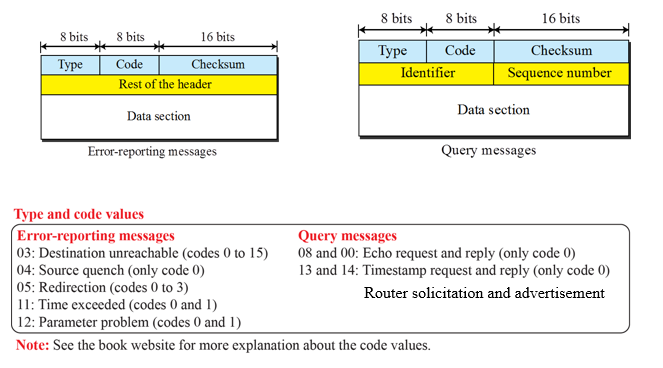 8 bits 8 bits 16 bits
Type Code Checksum
Rest of the header
Data section
Error-reporting messages
8 bits 8 bits 16 bits
Type Code Checksum
Identifier Sequence number
Data section
Query messages
Type and code values
Error-reporting messages
03: Destination unreachable (codes 0 to 15)
04: Source quench (only code 0)
05: Redirection (codes 0 to 3)
11: Time exceeded (codes 0 and 1)
12: Parameter problem (codes 0 and 1)
Query messages
08 and 00: Echo request and reply (only code 0)
13 and 14: Timestamp request and reply (only code 0)
Router solicitation and advertisement
Note: See the book website for more explanation about the code values.